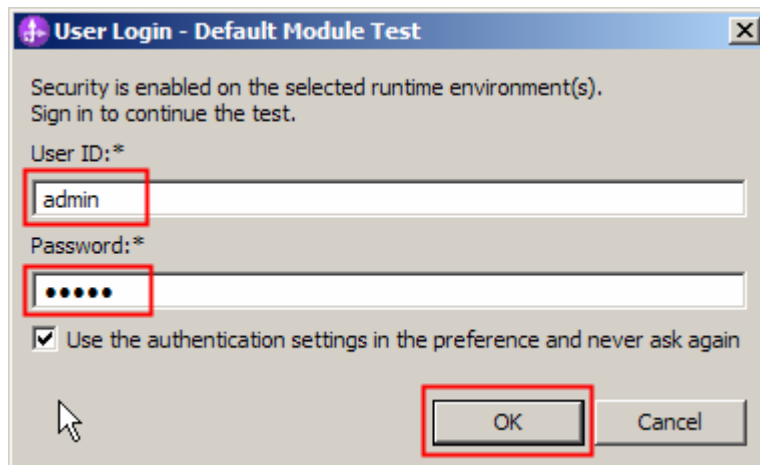 User Login - Default Module Test
Security is enabled on the selected runtime environment(s).
Sign in to continue the test.
User ID:*
admin
Password:*
●●●●●
Use the authentication settings in the preference and never ask again
OK
Cancel